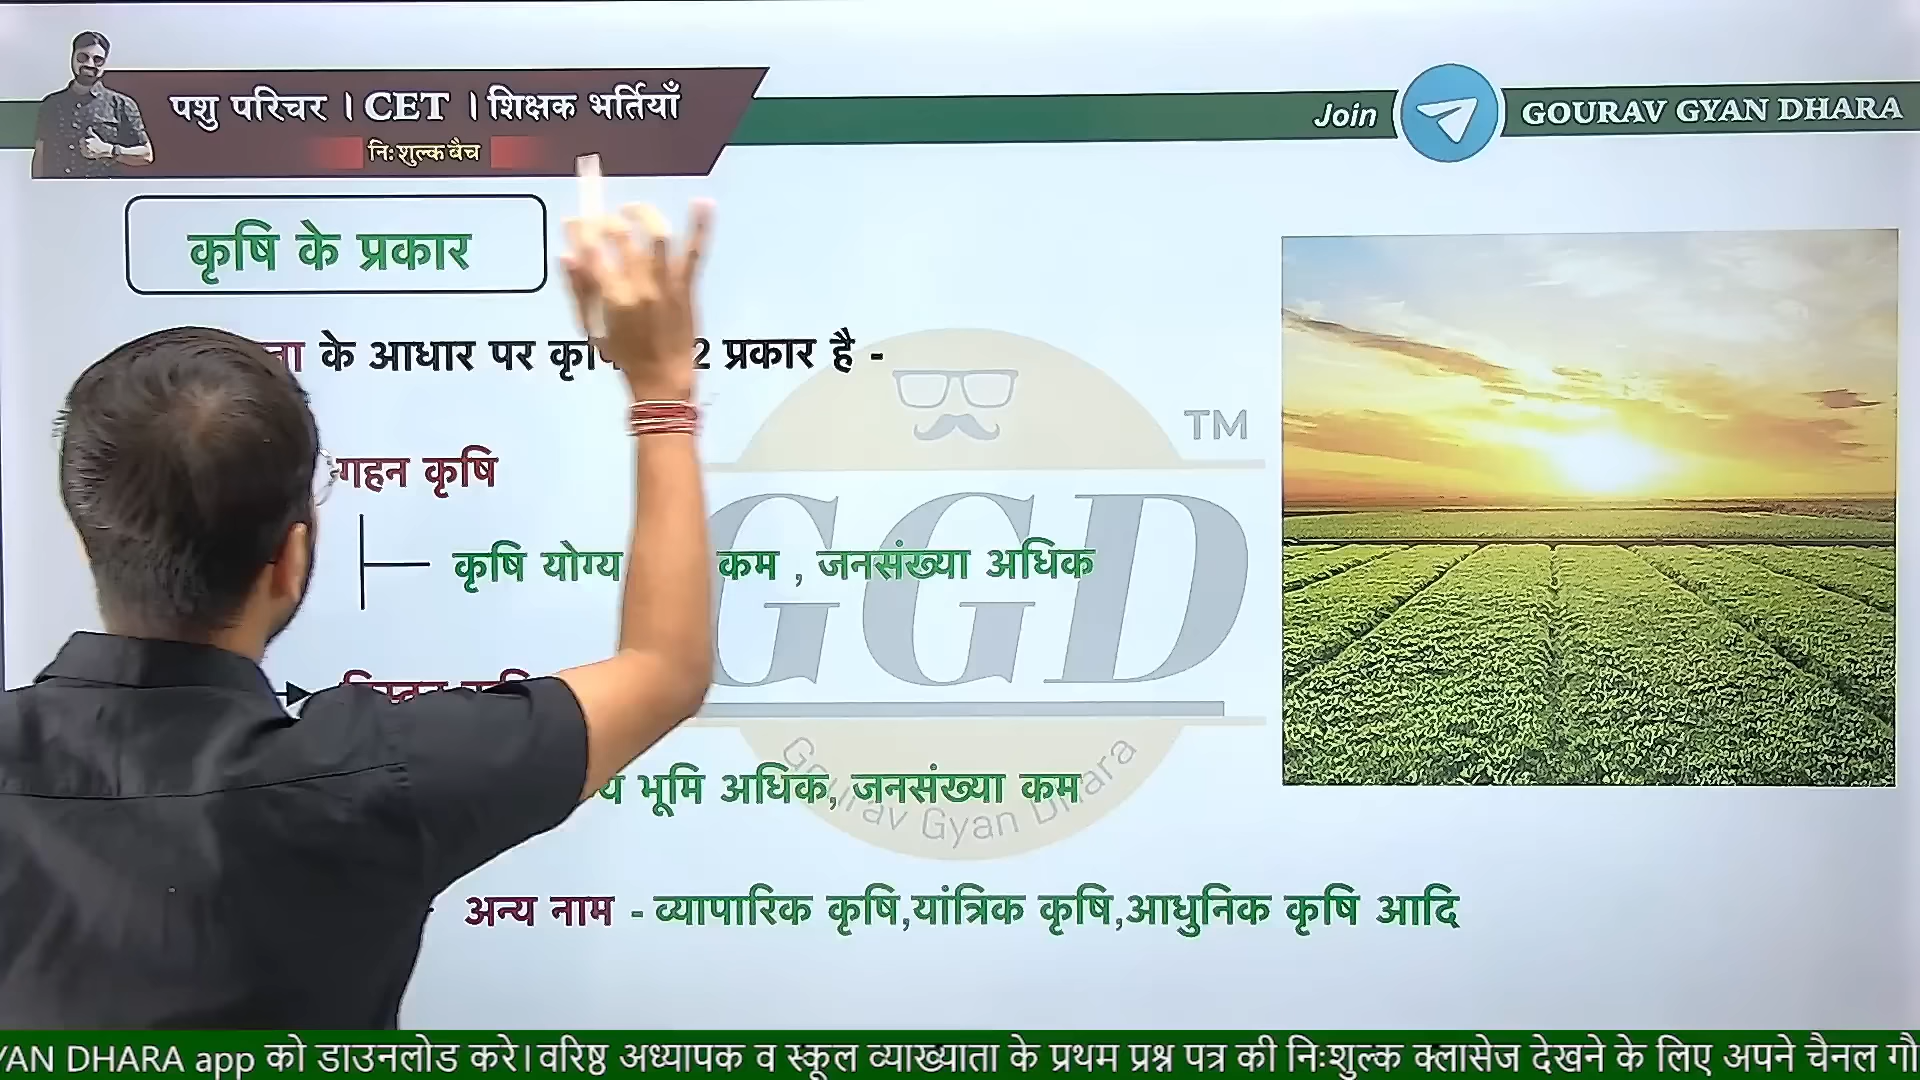 पशु परिचर । CET । शिक्षक भर्तियाँ
निःशुल्क बैच
Join GOURAV GYAN DHARA
कृषि के प्रकार
के आधार पर 2 प्रकार है -
TM
गहन कृषि
GGD
कृषि योग्य कम , जनसंख्या अधिक
भूमि अधिक, जनसंख्या कम
Gourav Gyan Dhara
अन्य नाम - व्यापारिक कृषि,यांत्रिक कृषि,आधुनिक कृषि आदि
DHARA app को डाउनलोड करे।वरिष्ठ अध्यापक व स्कूल व्याख्याता के प्रथम प्रश्न पत्र की निःशुल्क क्लासेज देखने के लिए अपने चैनल